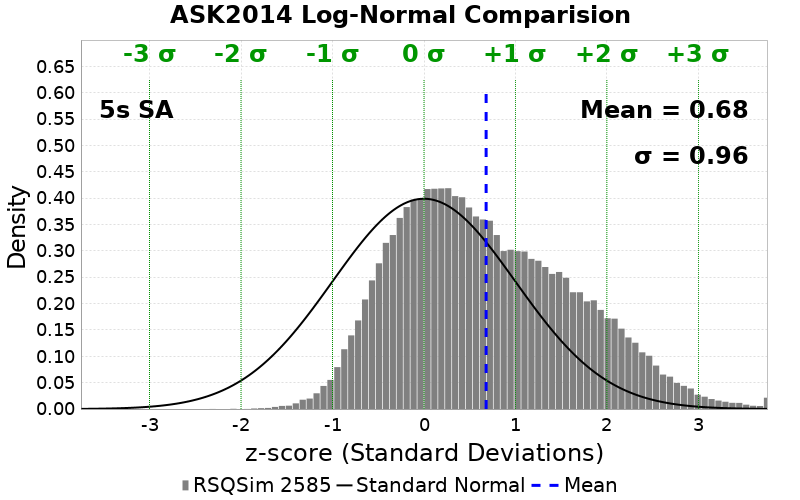 ASK2014 Log-Normal Comparision
-3 σ -2 σ -1 σ 0 σ +1 σ +2 σ +3 σ
5s SA
Mean = 0.68
σ = 0.96
Density
0.65
0.60
0.55
0.50
0.45
0.40
0.35
0.30
0.25
0.20
0.15
0.10
0.05
0.00
-3 -2 -1 0 1 2 3
z-score (Standard Deviations)
RSQSim 2585 Standard Normal Mean